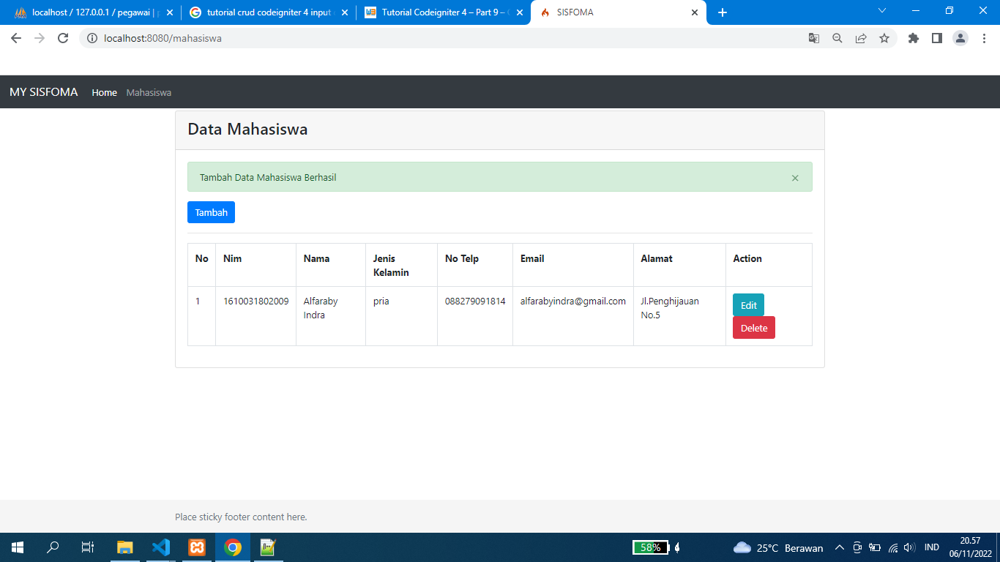 localhost / 127.0.0.1 / pegawai |
tutorial crud codeigniter 4 input
Tutorial Codeigniter 4 – Part 9 –
SISFOMA
localhost:8080/mahasiswa
MY SISFOMA Home Mahasiswa
Data Mahasiswa
Tambah Data Mahasiswa Berhasil ×
Tambah
No Nim Nama Jenis Kelamin No Telp Email Alamat Action
1 1610031802009 Alfaraby Indra pria 088279091814 alfarabyindra@gmail.com Jl.Penghijauan No.5 Edit Delete
Place sticky footer content here.
58%
25°C Berawan
IND
20.57
06/11/2022